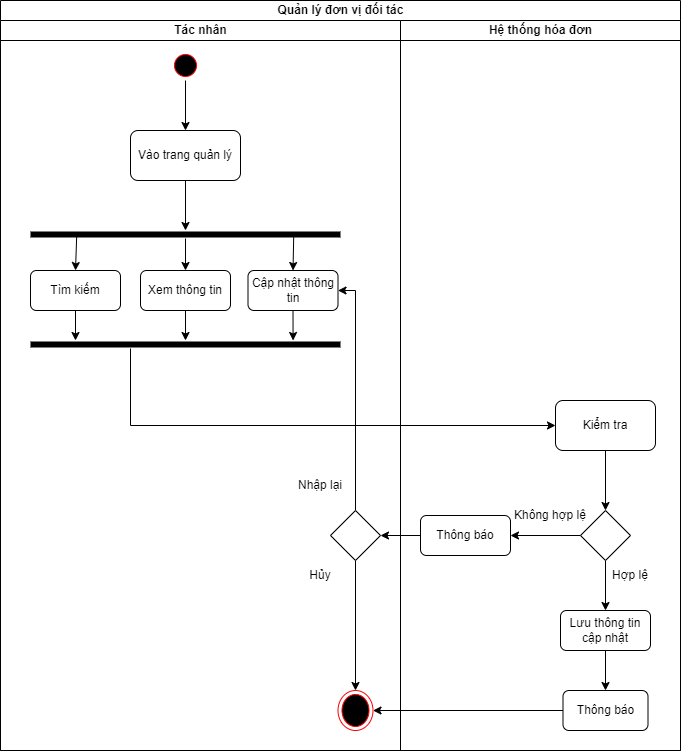 Quản lý đơn vị đối tác
Tác nhân
Hệ thống hóa đơn
Vào trang quản lý
Tìm kiếm
Xem thông tin
Cập nhật thông
tin
Kiểm tra
Nhập lại
Không hợp lệ
Thông báo
Hủy
Hợp lệ
Lưu thông tin
cập nhật
Thông báo